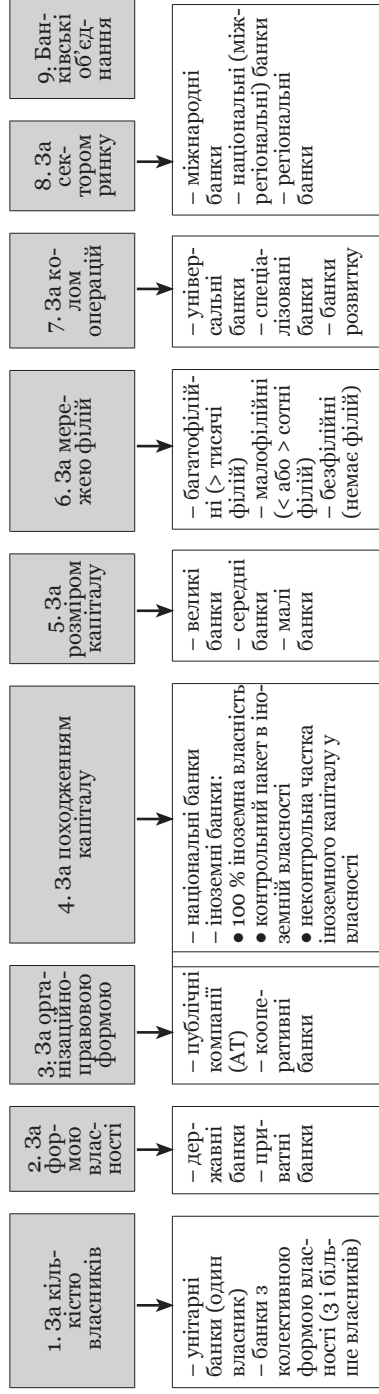 1. За кіль-
кістю
власників
– унітарні
банки (один
власник)
– банки з
колективною
формою влас-
ності (3 і біль-
ше власників)
2. За
фор-
мою
влас-
ності
– дер-
жавні
банки
– при-
ватні
банки
3. За орга-
нізаційно-
правовою
формою
– публічні
компанії
(АТ)
– коопе-
ративні
банки
4. За походженням
капіталу
– національні банки
– іноземні банки:
● 100 % іноземна власність
● контрольний пакет в іно-
земній власності
● неконтрольна частка
іноземного капіталу у
власності
5. За
розміром
капіталу
– великі
банки
– середні
банки
– малі
банки
6. За мере-
жею філій
– багатофілій-
ні (> тисячі
філій)
– малофілійні
(< або > сотні
філій)
– безфілійні
(немає філій)
7. За ко-
лом
операцій
– універ-
сальні
банки
– спеціа-
лізовані
банки
– банки
розвитку
8. За
сек-
тором
ринку
– міжнародні
банки
– національні (між-
регіональні) банки
– регіональні
банки
9. Бан-
ківські
об’єд-
нання